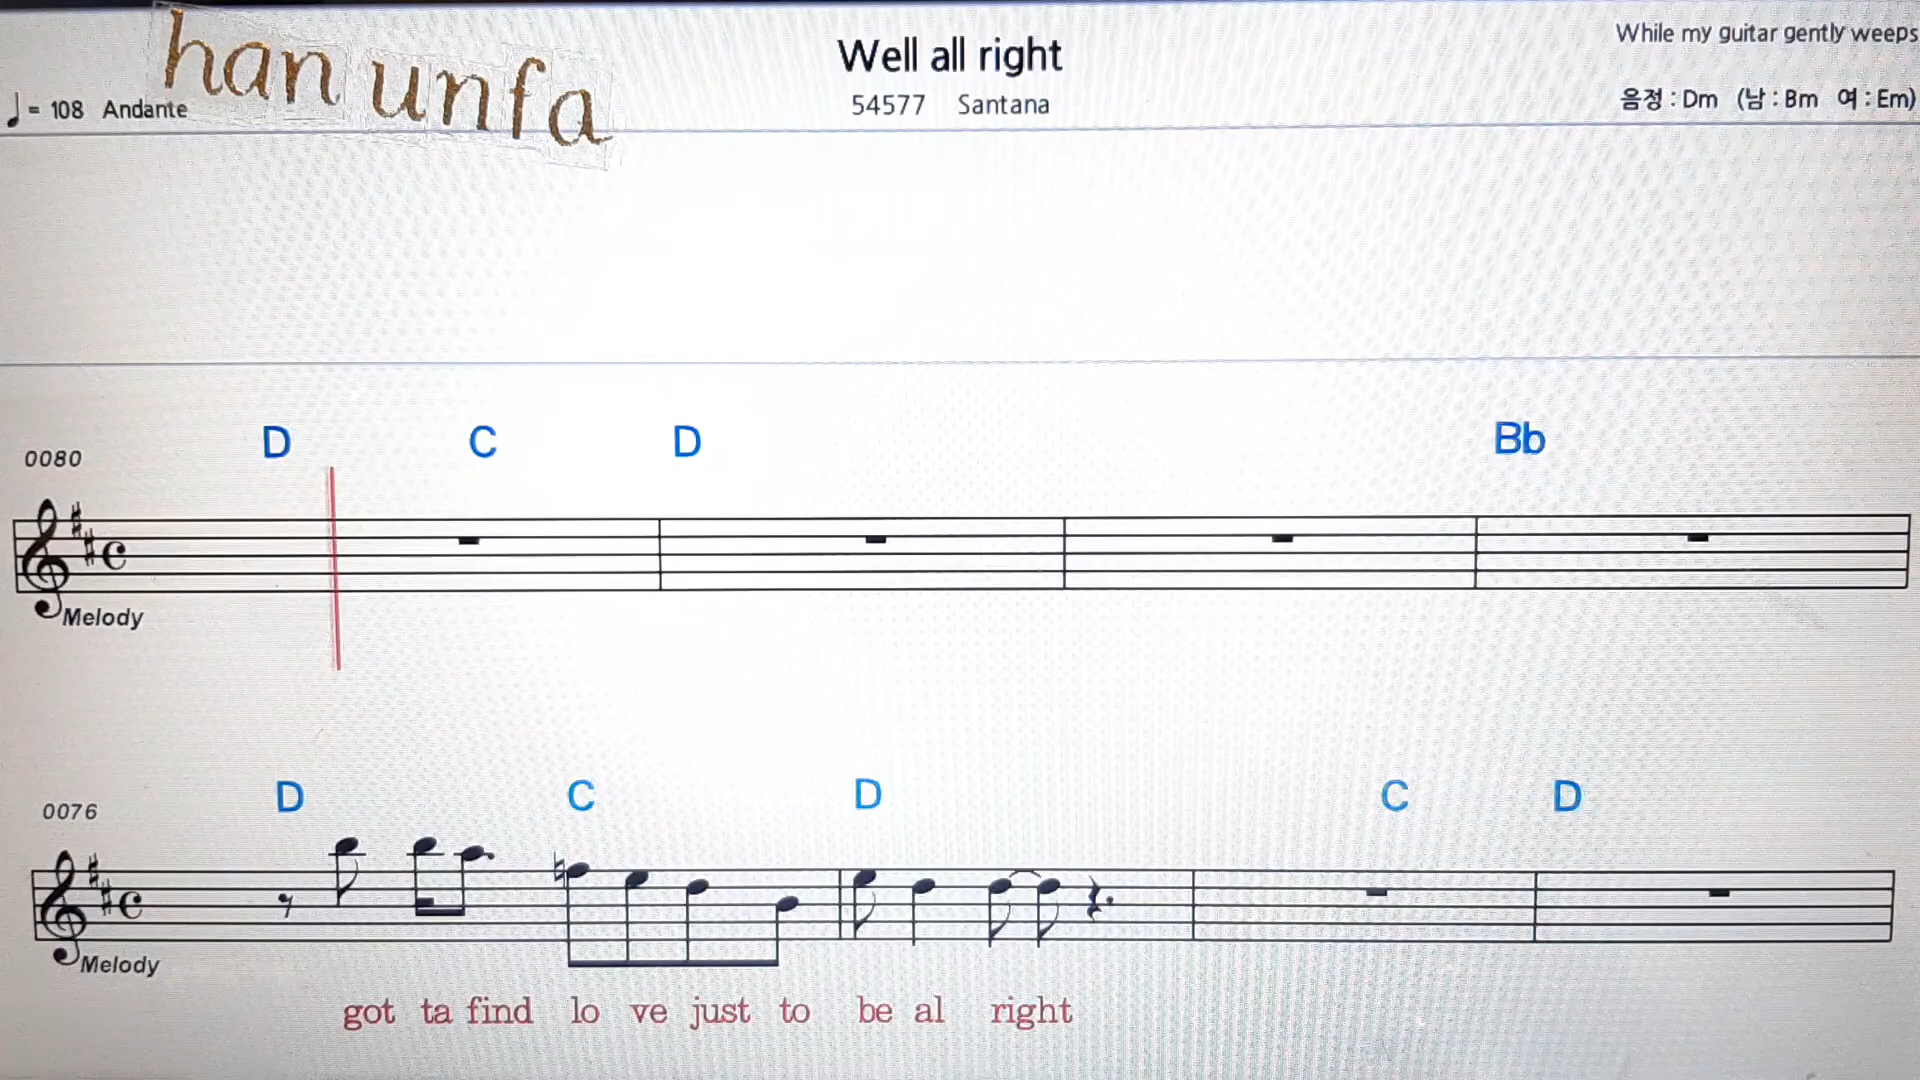 han unfa
Well all right
While my guitar gently weeps
♩= 108 Andante
54577 Santana
음정 : Dm (남 : Bm 여 : Em)
D C D Bb
0080
Melody
D C D C D
0076
Melody
got ta find lo ve just to be al right